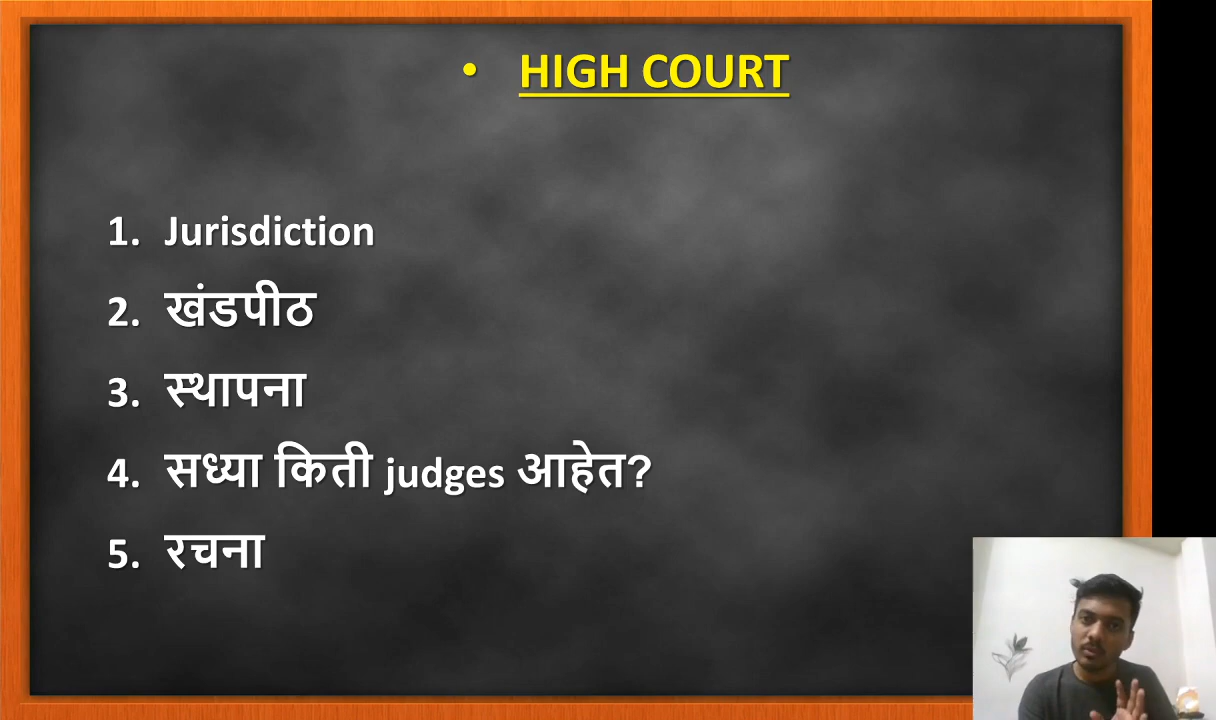 • HIGH COURT
1. Jurisdiction
2. खंडपीठ
3. स्थापना
4. सध्या किती judges आहेत?
5. रचना